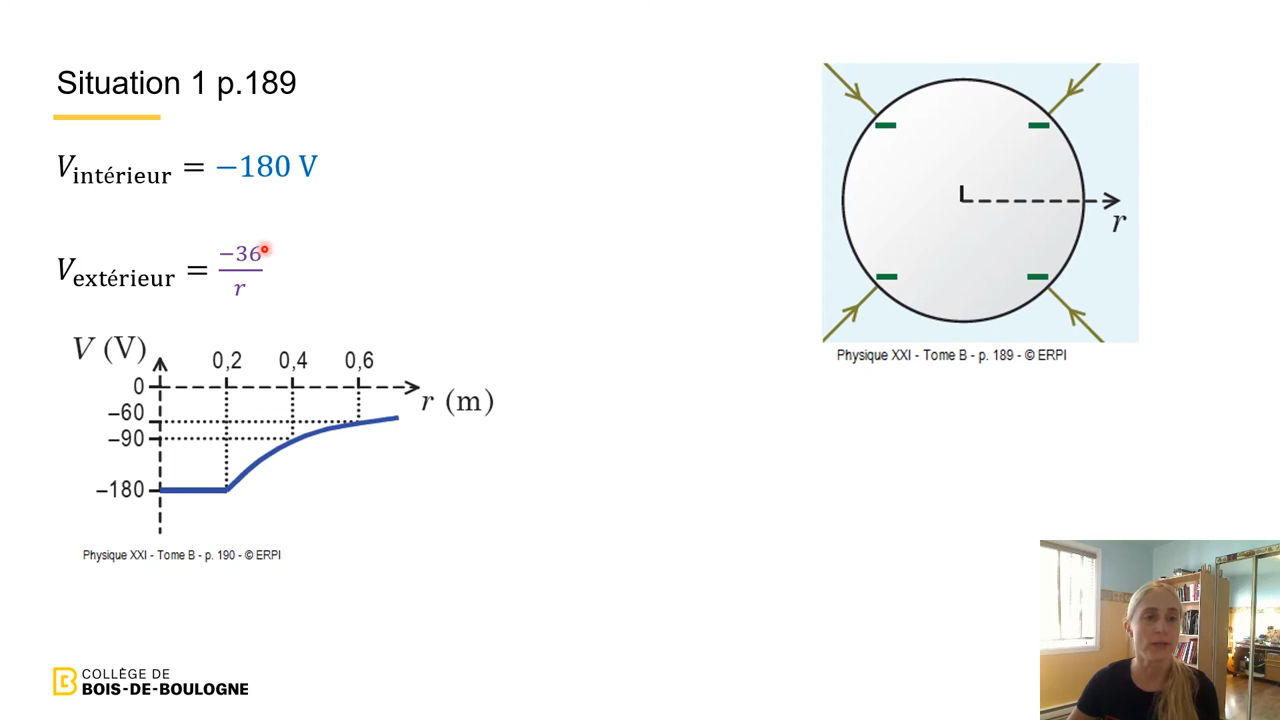 Situation 1 p.189
V_intérieur = −180 V
V_extérieur = −36/r
V (V)
0,2 0,4 0,6
0
−60
−90
−180
r (m)
Physique XXI - Tome B - p. 190 - © ERPI
r
Physique XXI - Tome B - p. 189 - © ERPI
COLLÈGE DE
BOIS-DE-BOULOGNE